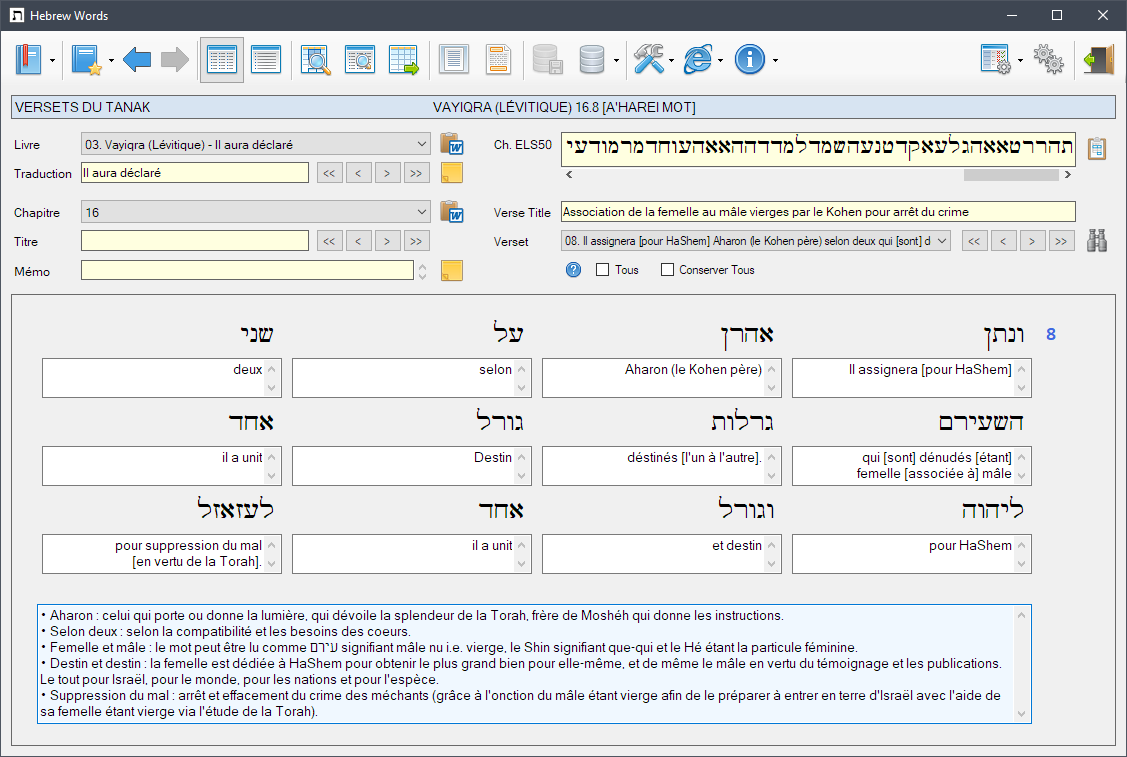 Hebrew Words
VERSETS DU TANAK VAYIQRA (LÉVITIQUE) 16.8 [A'HAREI MOT]
Livre 03. Vayiqra (Lévitique) - Il aura déclaré
Ch. ELS50 תהררטאאהגלעאקדטנעהשמדלמדדההאאהעוחדמרמודעי
Traduction Il aura déclaré << < > >>
Chapitre 16
Verse Title Association de la femelle au mâle vierges par le Kohen pour arrêt du crime
Titre << < > >>
Verset 08. Il assignera [pour HaShem] Aharon (le Kohen père) selon deux qui [sont] d << < > >>
Mémo
Tous Conserver Tous
8 ונתן אהרן על שני
Il assignera [pour HaShem]
Aharon (le Kohen père)
selon
deux
השעירם גרלות גורל אחד
qui [sont] dénudés [étant]
femelle [associée à] mâle
déstinés [l'un à l'autre].
Destin
il a unit
ליהוה וגורל אחד לעזאזל
pour HaShem
et destin
il a unit
pour suppression du mal
[en vertu de la Torah].
• Aharon : celui qui porte ou donne la lumière, qui dévoile la splendeur de la Torah, frère de Moshéh qui donne les instructions.
• Selon deux : selon la compatibilité et les besoins des coeurs.
• Femelle et mâle : le mot peut être lu comme עירם signifiant mâle nu i.e. vierge, le Shin signifiant que-qui et le Hé étant la particule féminine.
• Destin et destin : la femelle est dédiée à HaShem pour obtenir le plus grand bien pour elle-même, et de même le mâle en vertu du témoignage et les publications.
Le tout pour Israël, pour le monde, pour les nations et pour l'espèce.
• Suppression du mal : arrêt et effacement du crime des méchants (grâce à l'onction du mâle étant vierge afin de le préparer à entrer en terre d'Israël avec l'aide de
sa femelle étant vierge via l'étude de la Torah).